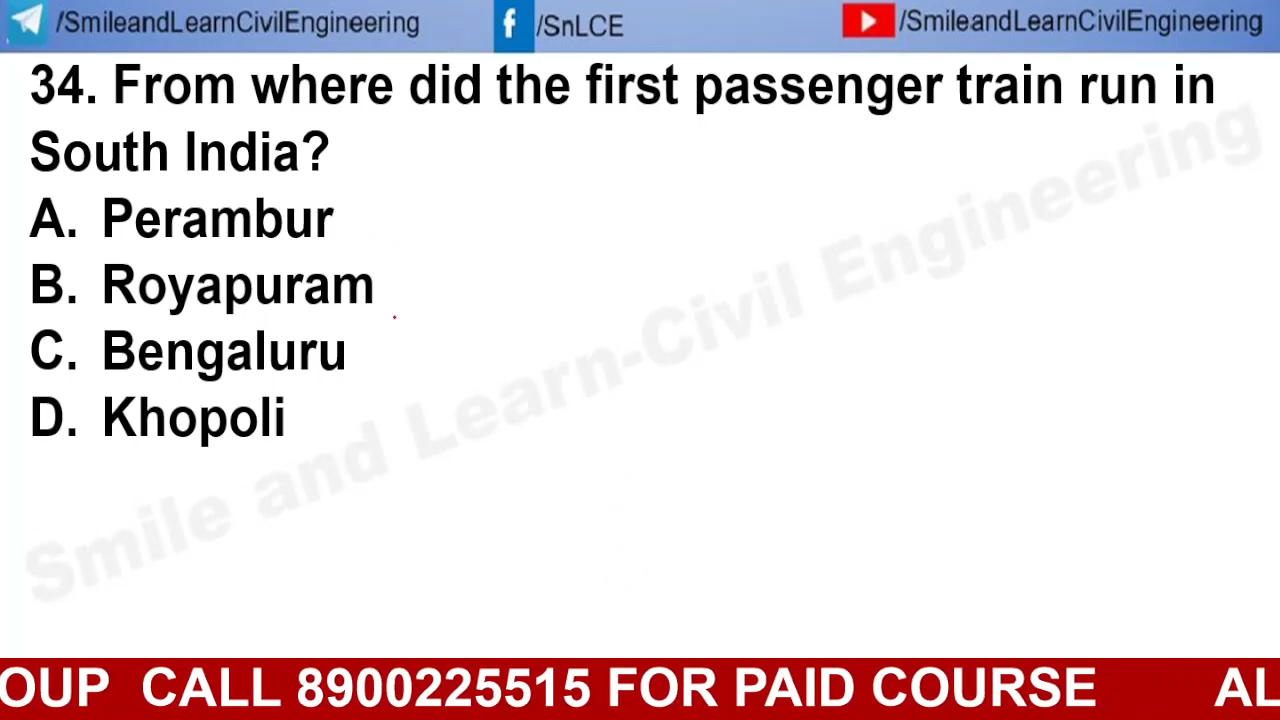 /SmileandLearnCivilEngineering /SnLCE /SmileandLearnCivilEngineering
34. From where did the first passenger train run in
South India?
A. Perambur
B. Royapuram
C. Bengaluru
D. Khopoli
Smile and Learn-Civil Engineering
OUP CALL 8900225515 FOR PAID COURSE AL